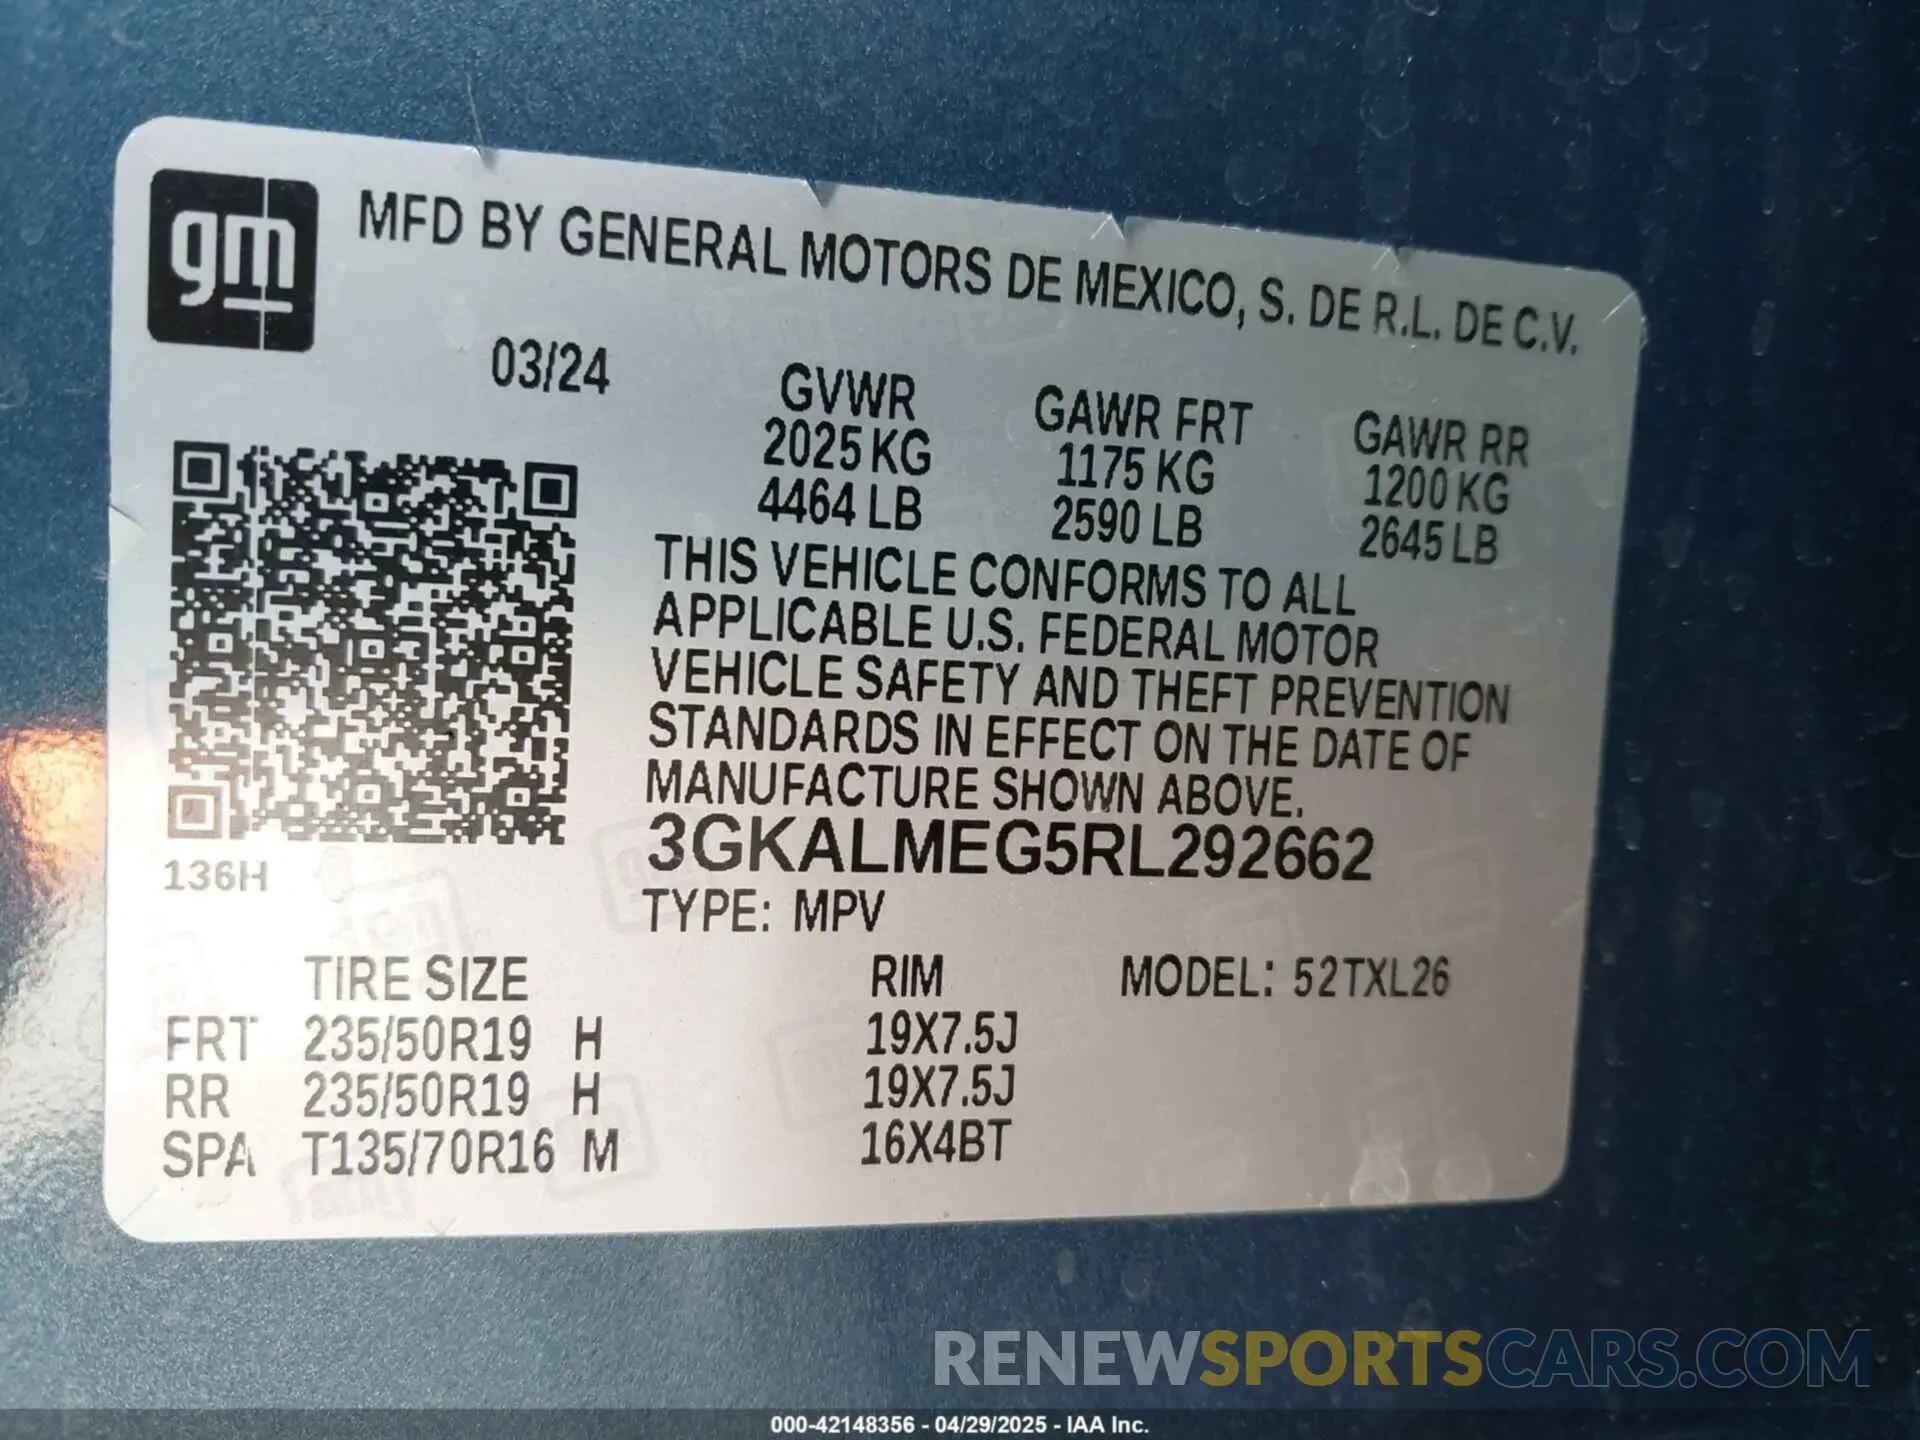 gm
MFD BY GENERAL MOTORS DE MEXICO, S. DE R.L. DE C.V.
03/24
GVWR
2025 KG
4464 LB
GAWR FRT
1175 KG
2590 LB
GAWR RR
1200 KG
2645 LB
THIS VEHICLE CONFORMS TO ALL
APPLICABLE U.S. FEDERAL MOTOR
VEHICLE SAFETY AND THEFT PREVENTION
STANDARDS IN EFFECT ON THE DATE OF
MANUFACTURE SHOWN ABOVE.
3GKALMEG5RL292662
136H
TYPE: MPV
TIRE SIZE RIM MODEL: 52TXL26
FRT 235/50R19 H 19X7.5J
RR 235/50R19 H 19X7.5J
SPA T135/70R16 M 16X4BT
RENEWSPORTSCARS.COM
000-42148356 - 04/29/2025 - IAA Inc.